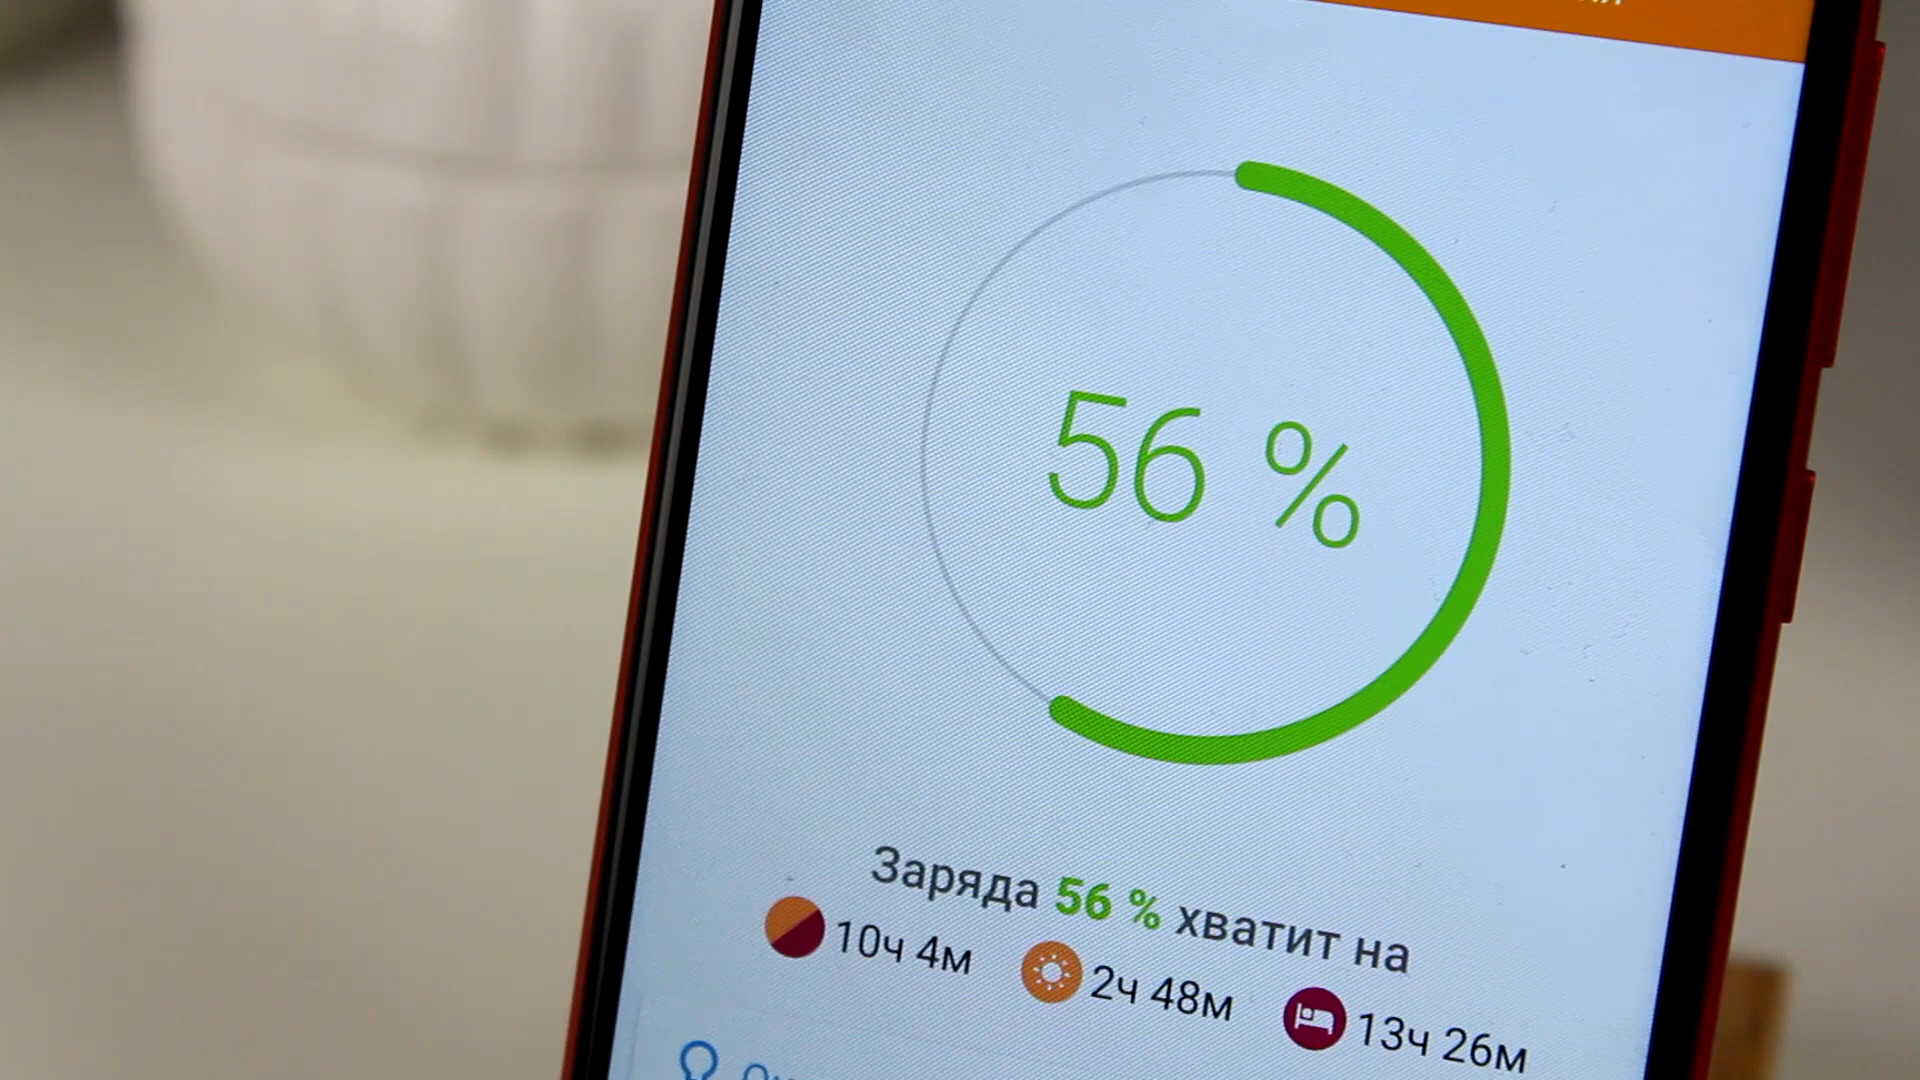 56 %
Заряда 56 % хватит на
10ч 4м 2ч 48м 13ч 26м